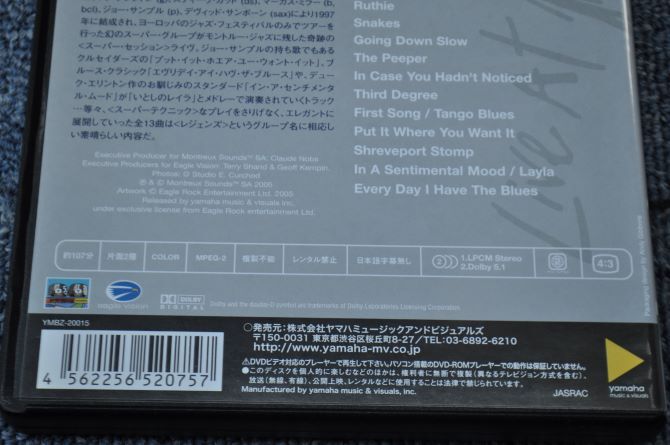 bcl)、ジョー・サンプル (p)、デヴィッド・サンボーン (sax)により1997
年に結成され、ヨーロッパのジャズ・フェスティバルのみでツアーを
行った幻のスーパー・グループがモントルー・ジャズに残した奇跡の
<スーパー・セッション>ライヴ。ジョー・サンプルの持ち歌でもある
クルセイダーズの「プット・イット・ホエア・ユー・ウォント・イット」、ブ
ルース・クラシック「エヴリデイ・アイ・ハヴ・ザ・ブルース」や、デュー
ク・エリントン作のお馴じみのスタンダード「イン・ア・センチメンタ
ル・ムード」が「いとしのレイラ」とメドレーで演奏されていくトラック
…等々、<スーパーテクニック>なプレイをさりげなく、エレガントに
展開していった全13曲は<レジェンズ>というグループ名に相応し
い素晴らしい内容だ。
Executive Producer for Montreux Sounds™ SA: Claude Nobs
Executive Producers for Eagle Vision: Terry Shand & Geoff Kempin.
Photos: © Studio E. Curchod
℗ & © Montreux Sounds™ SA 2005
Artwork © Eagle Rock Entertainment Ltd. 2005
Released by yamaha music & visuals inc.
under exclusive license from Eagle Rock entertainment Ltd.
Ruthie
Snakes
Going Down Slow
The Peeper
In Case You Hadn't Noticed
Third Degree
First Song / Tango Blues
Put It Where You Want It
Shreveport Stomp
In A Sentimental Mood / Layla
Every Day I Have The Blues
Live at
約107分 片面2層 COLOR MPEG-2 複製不能 レンタル禁止 日本語字幕無し 1.LPCM Stereo 2.Dolby 5.1 4:3
eagle vision
DOLBY DIGITAL
Dolby and the double-D symbol are trademarks of Dolby Laboratories Licensing Corporation.
YMBZ-20015
4 562256 520757
○発売元:株式会社ヤマハミュージックアンドビジュアルズ
〒150-0031 東京都渋谷区桜丘町8-27／TEL:03-6892-6210
http://www.yamaha-mv.co.jp
⚠DVDビデオ対応のプレーヤーで再生して下さい。パソコン搭載のDVD-ROMプレーヤーでの動作は保証していません。
●このディスクを個人的に楽しむなどのほかは、権利者に無断で複製(異なるテレビジョン方式を含む)、
放送(無線、有線)、公開上映、レンタルなどに使用することは法律で禁じられています。
Manufactured by yamaha music & visuals, inc.
JASRAC
yamaha
music & visuals